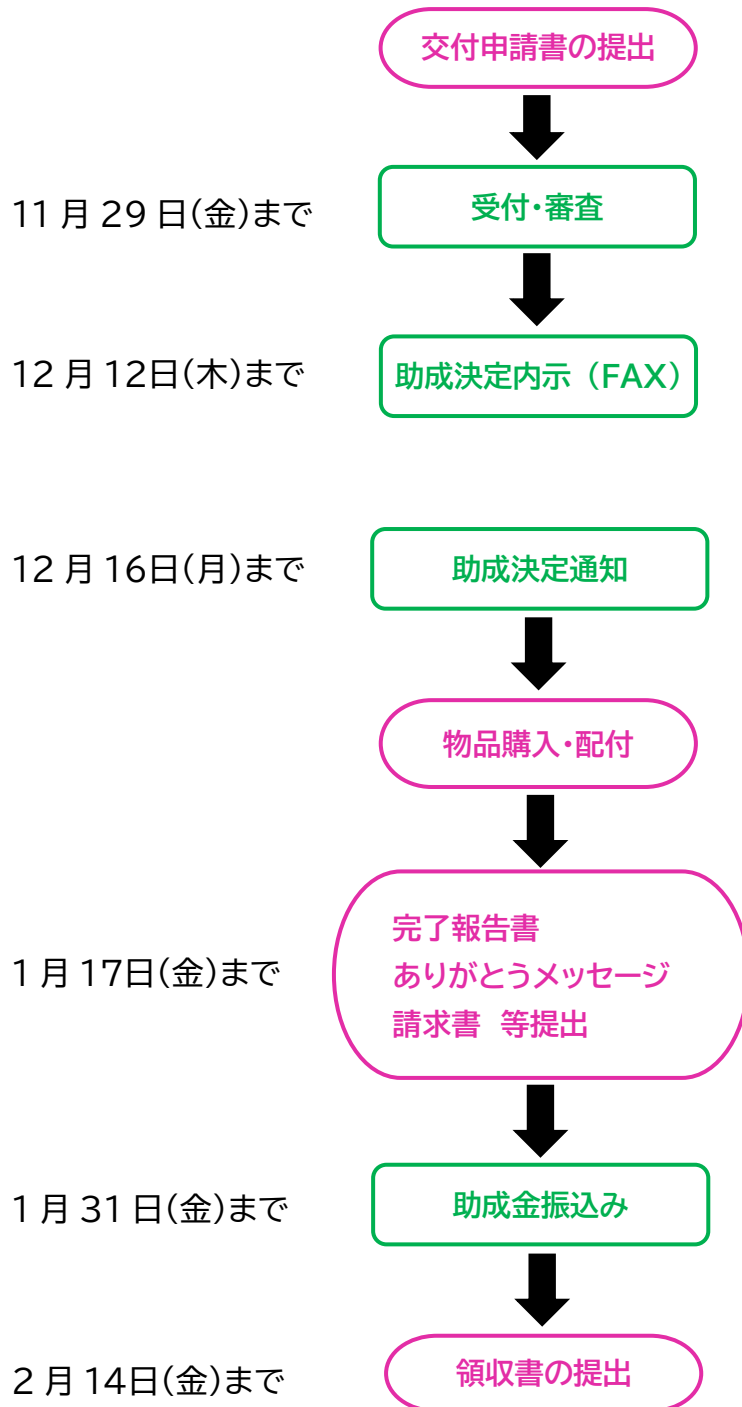 交付申請書の提出
11月29日(金)まで
受付・審査
12月12日(木)まで
助成決定内示（FAX）
12月16日(月)まで
助成決定通知
物品購入・配付
1月17日(金)まで
完了報告書
ありがとうメッセージ
請求書　等提出
1月31日(金)まで
助成金振込み
2月14日(金)まで
領収書の提出